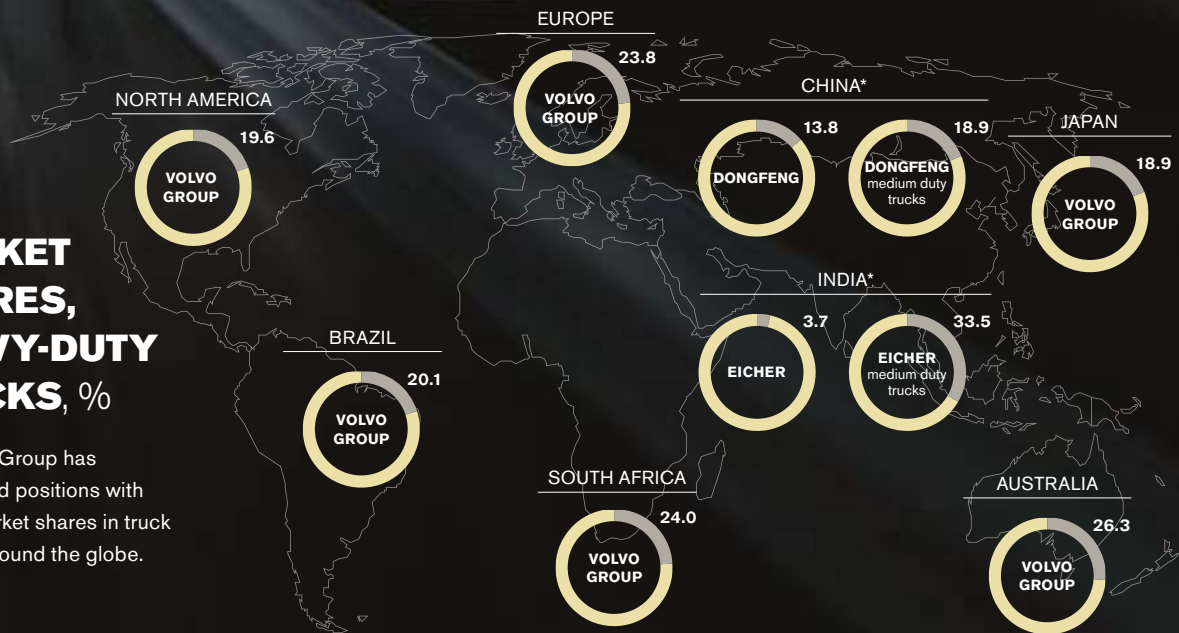 EUROPE
23.8
VOLVO
GROUP
NORTH AMERICA
19.6
VOLVO
GROUP
CHINA*
13.8
DONGFENG
18.9
DONGFENG
medium duty
trucks
JAPAN
18.9
VOLVO
GROUP
KET
RES,
VY-DUTY
CKS, %
Group has
d positions with
rket shares in truck
ound the globe.
BRAZIL
20.1
VOLVO
GROUP
INDIA*
3.7
EICHER
33.5
EICHER
medium duty
trucks
SOUTH AFRICA
24.0
VOLVO
GROUP
AUSTRALIA
26.3
VOLVO
GROUP